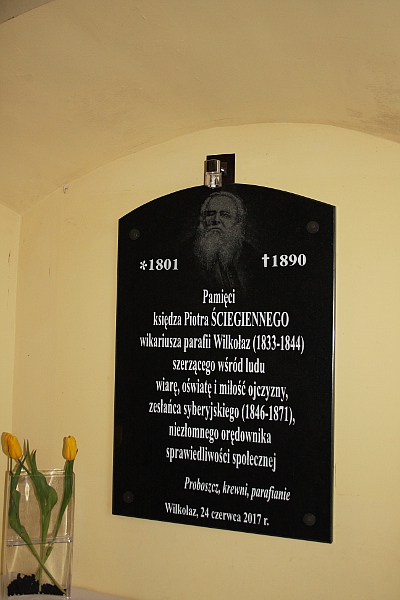 *1801 †1890
Pamięci
księdza Piotra ŚCIEGIENNEGO
wikariusza parafii Wilkołaz (1833-1844)
szerzącego wśród ludu
wiarę, oświatę i miłość ojczyzny,
zesłańca syberyjskiego (1846-1871),
niezłomnego orędownika
sprawiedliwości społecznej
Proboszcz, krewni, parafianie
Wilkołaz, 24 czerwca 2017 r.